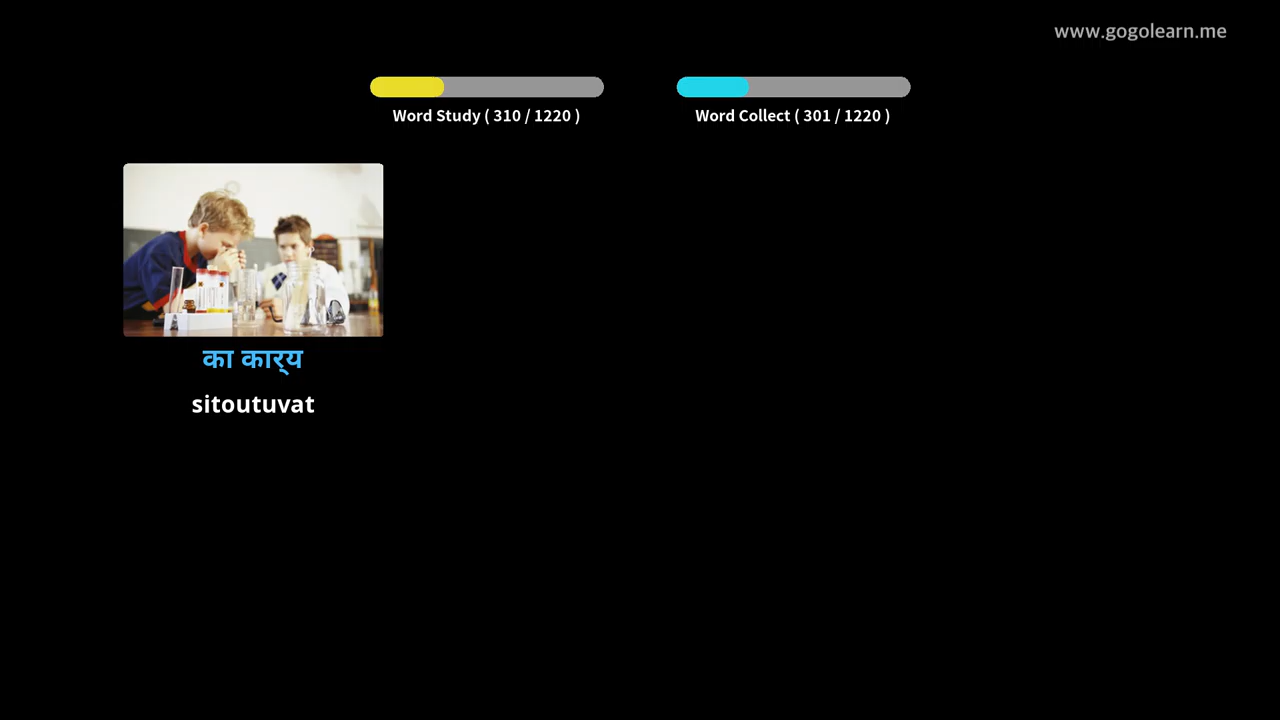 www.gogolearn.me
Word Study ( 310 / 1220 )
Word Collect ( 301 / 1220 )
का कार्‍य
sitoutuvat